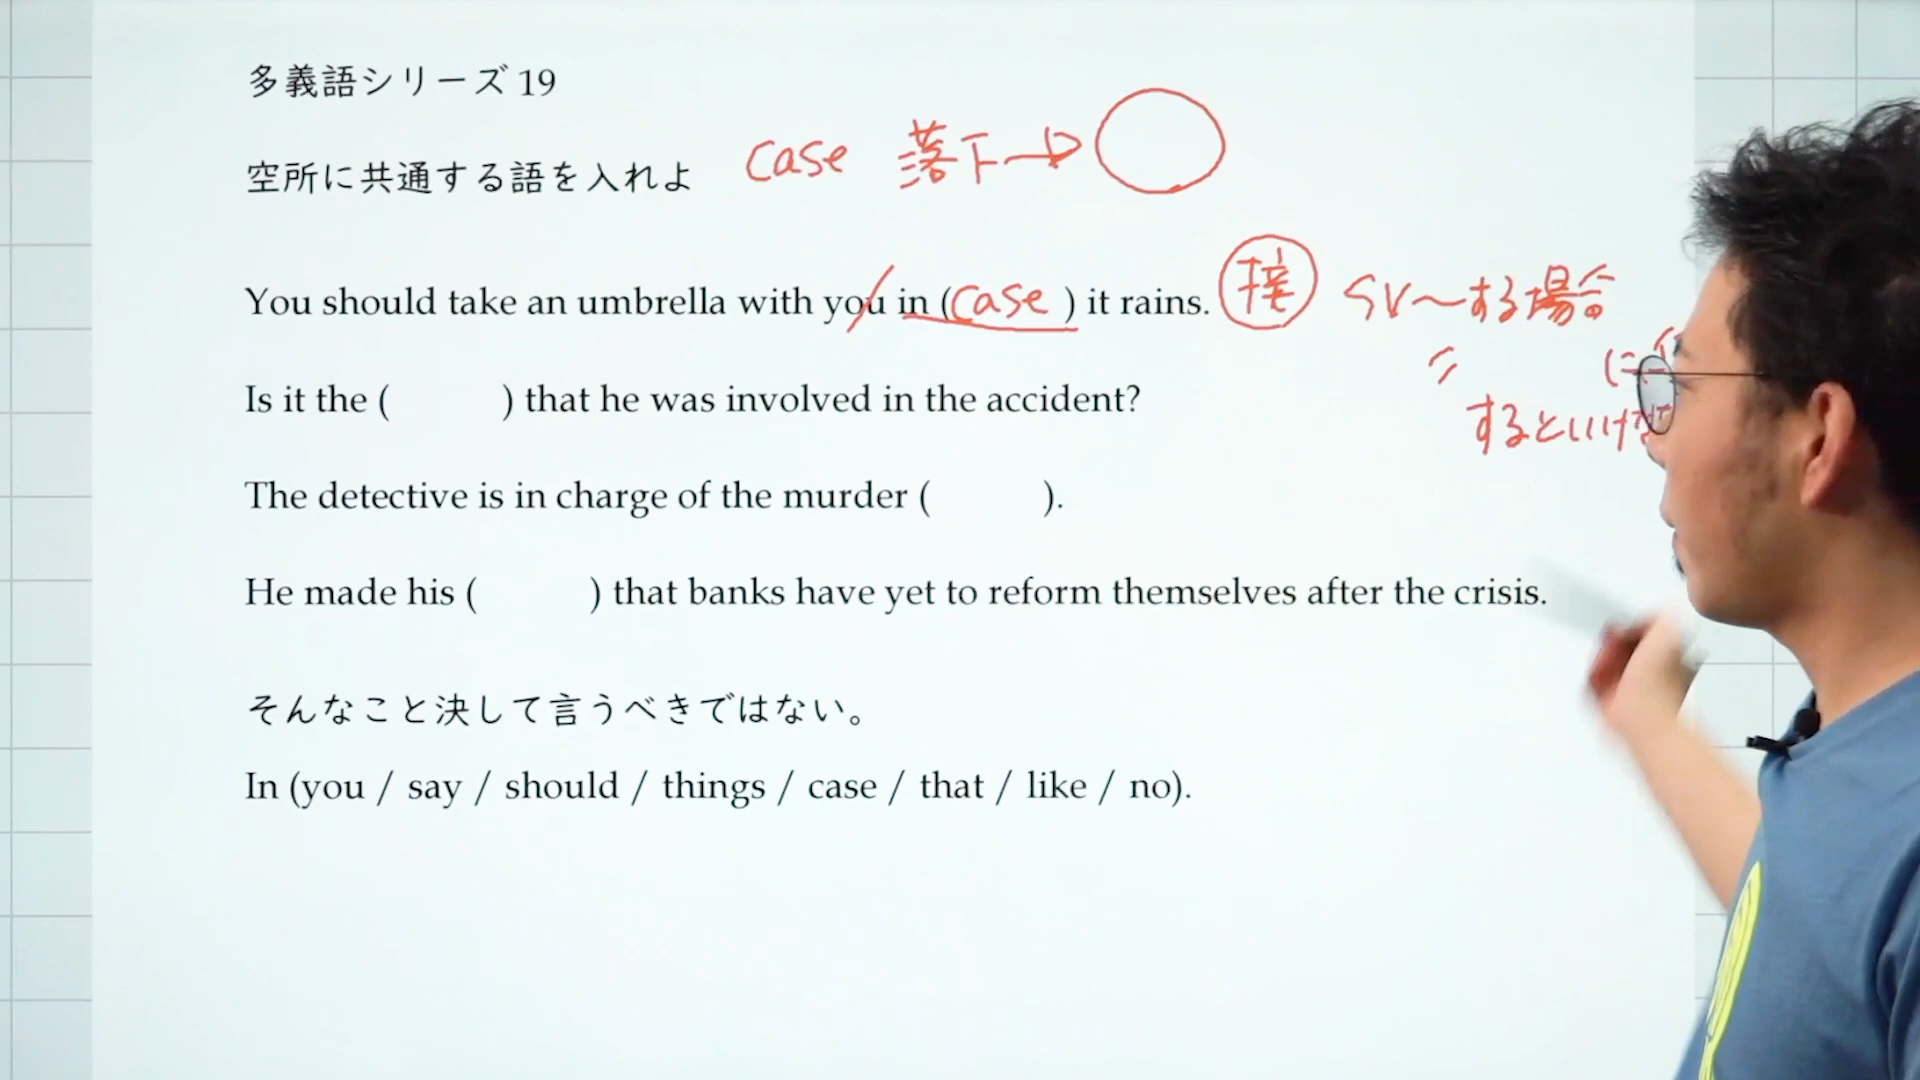 多義語シリーズ 19
空所に共通する語を入れよ
case 落下→
You should take an umbrella with you in (case) it rains. 接 SV〜する場合
に
Is it the ( ) that he was involved in the accident?
するといけ
The detective is in charge of the murder ( ).
He made his ( ) that banks have yet to reform themselves after the crisis.
そんなこと決して言うべきではない。
In (you / say / should / things / case / that / like / no).